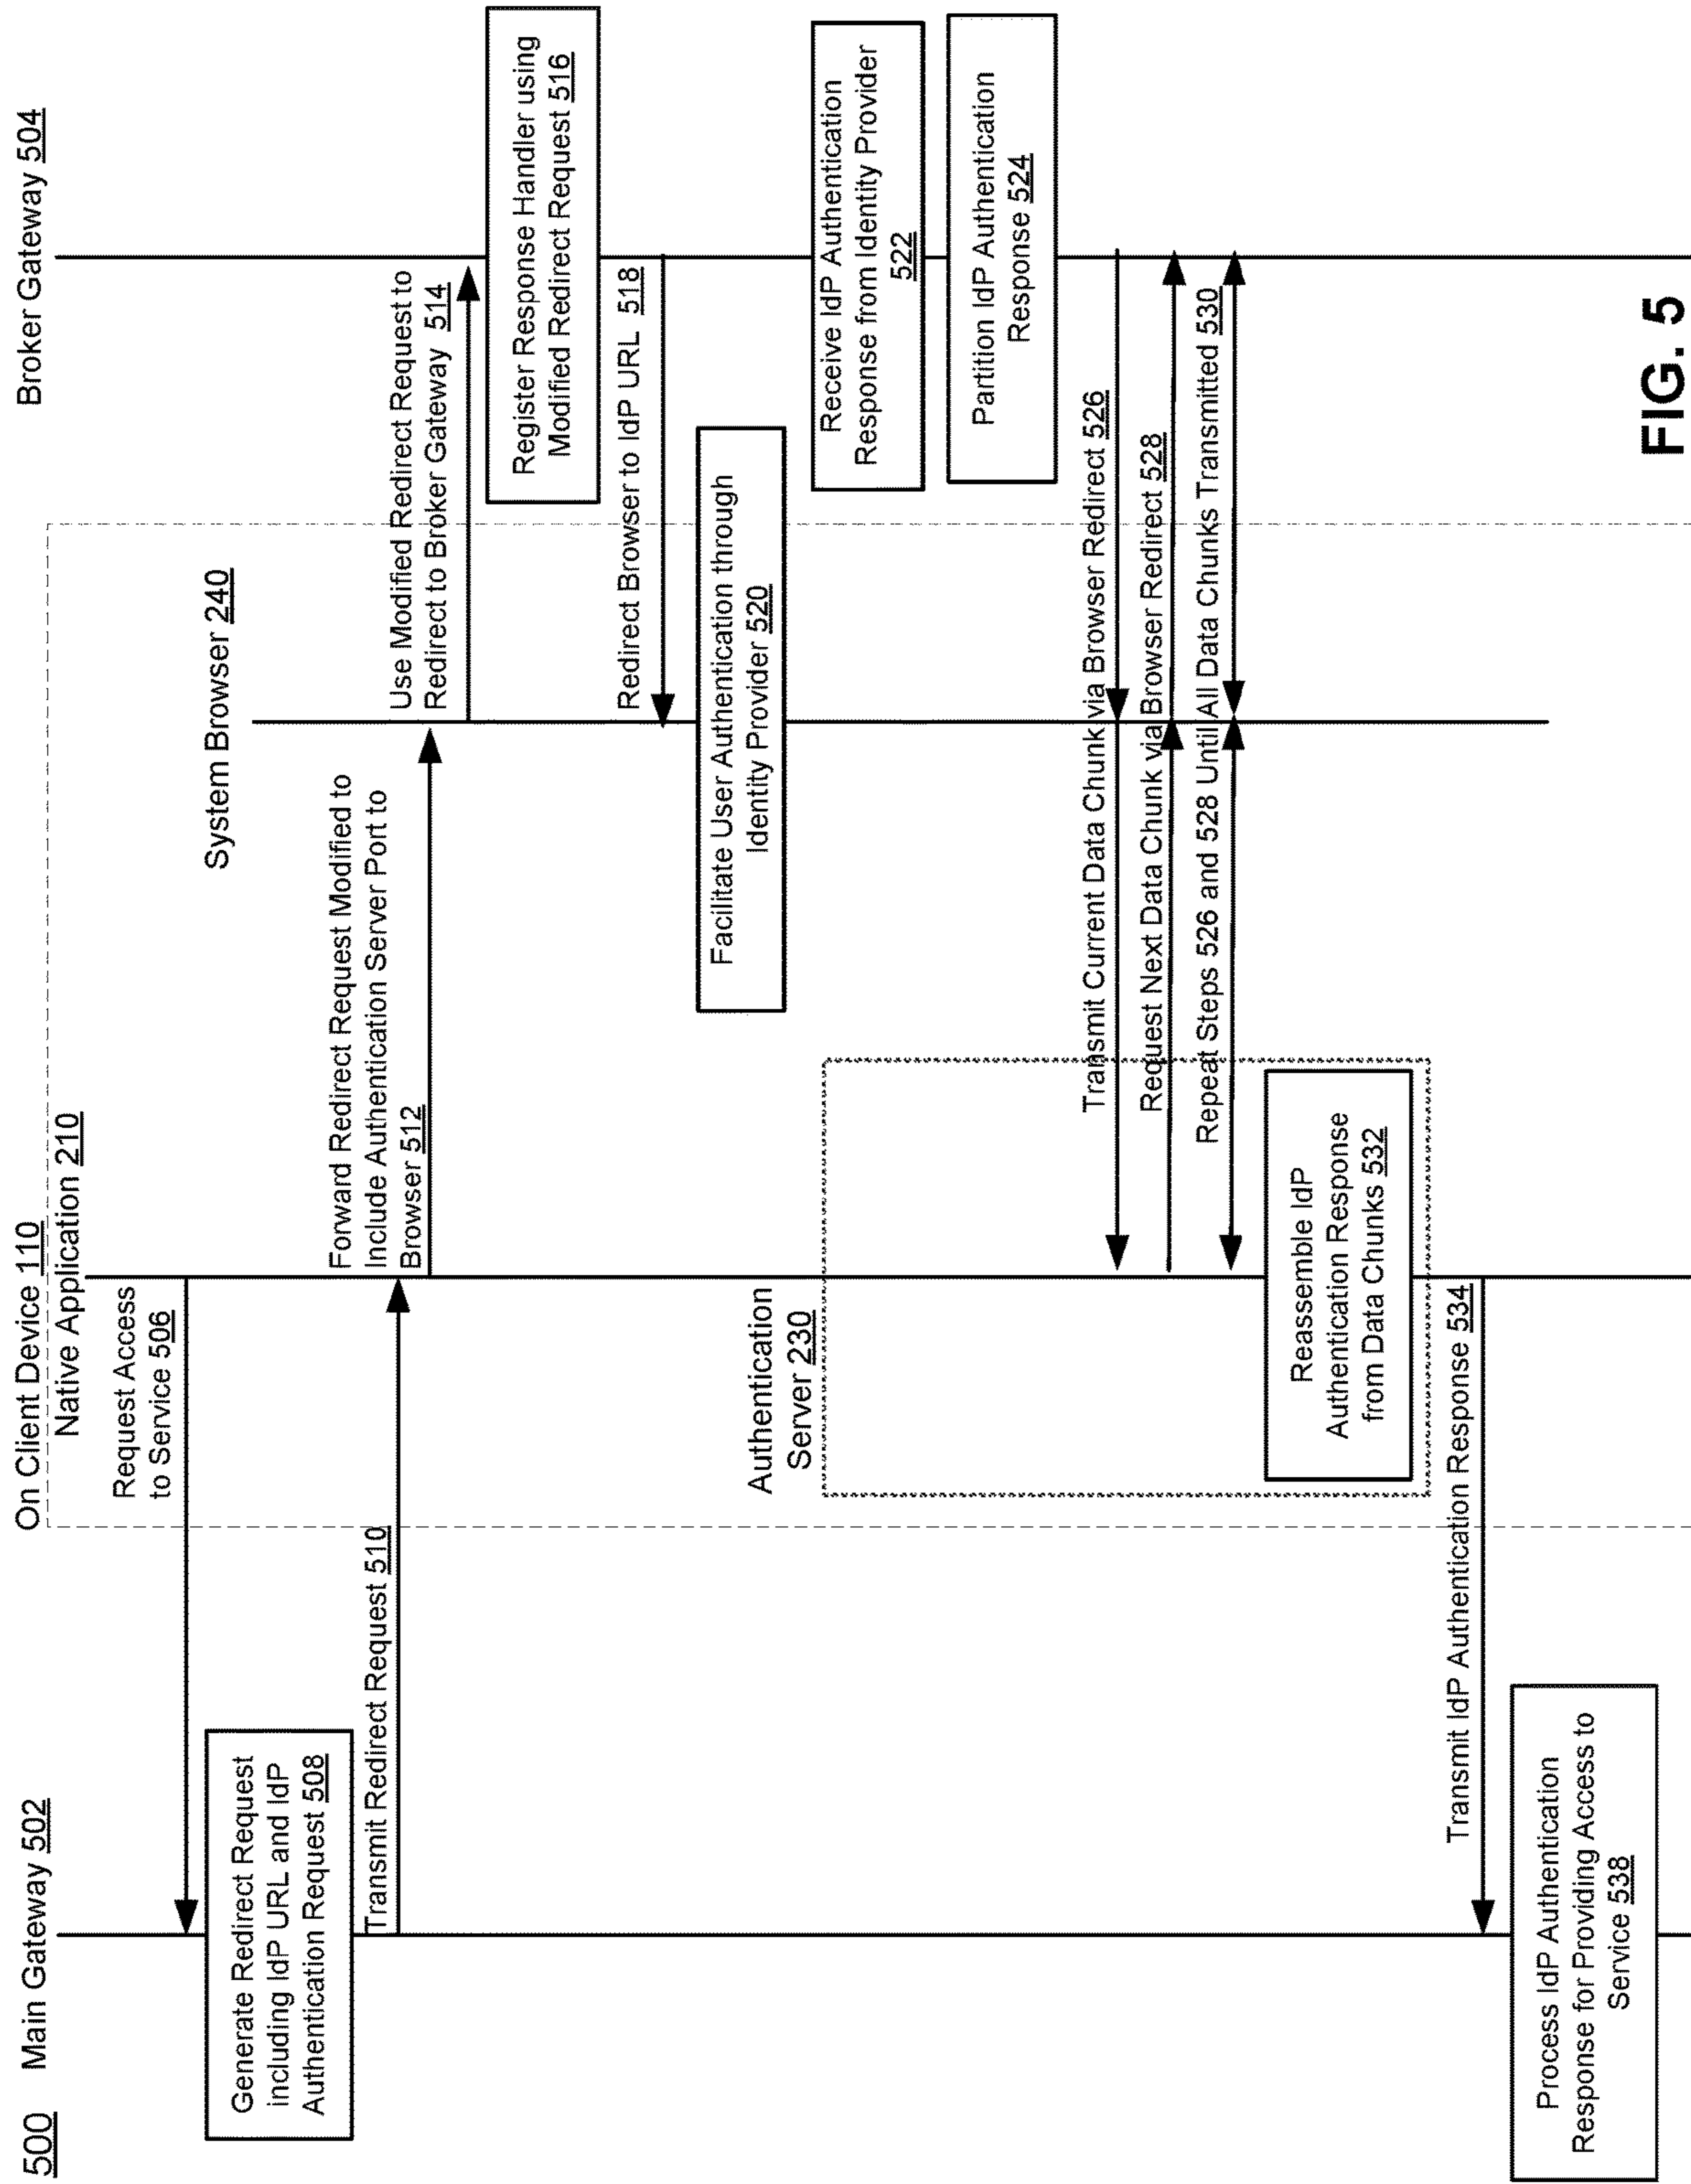 500
Main Gateway 502
On Client Device 110
Native Application 210
System Browser 240
Broker Gateway 504
Request Access
to Service 506
Generate Redirect Request
including IdP URL and IdP
Authentication Request 508
Transmit Redirect Request 510
Forward Redirect Request Modified to
Include Authentication Server Port to
Browser 512
Use Modified Redirect Request to
Redirect to Broker Gateway 514
Register Response Handler using
Modified Redirect Request 516
Redirect Browser to IdP URL 518
Facilitate User Authentication through
Identity Provider 520
Receive IdP Authentication
Response from Identity Provider
522
Partition IdP Authentication
Response 524
Authentication
Server 230
Transmit Current Data Chunk via Browser Redirect 526
Request Next Data Chunk via Browser Redirect 528
Repeat Steps 526 and 528 Until All Data Chunks Transmitted 530
Reassemble IdP
Authentication Response
from Data Chunks 532
Transmit IdP Authentication Response 534
Process IdP Authentication
Response for Providing Access to
Service 538
FIG. 5